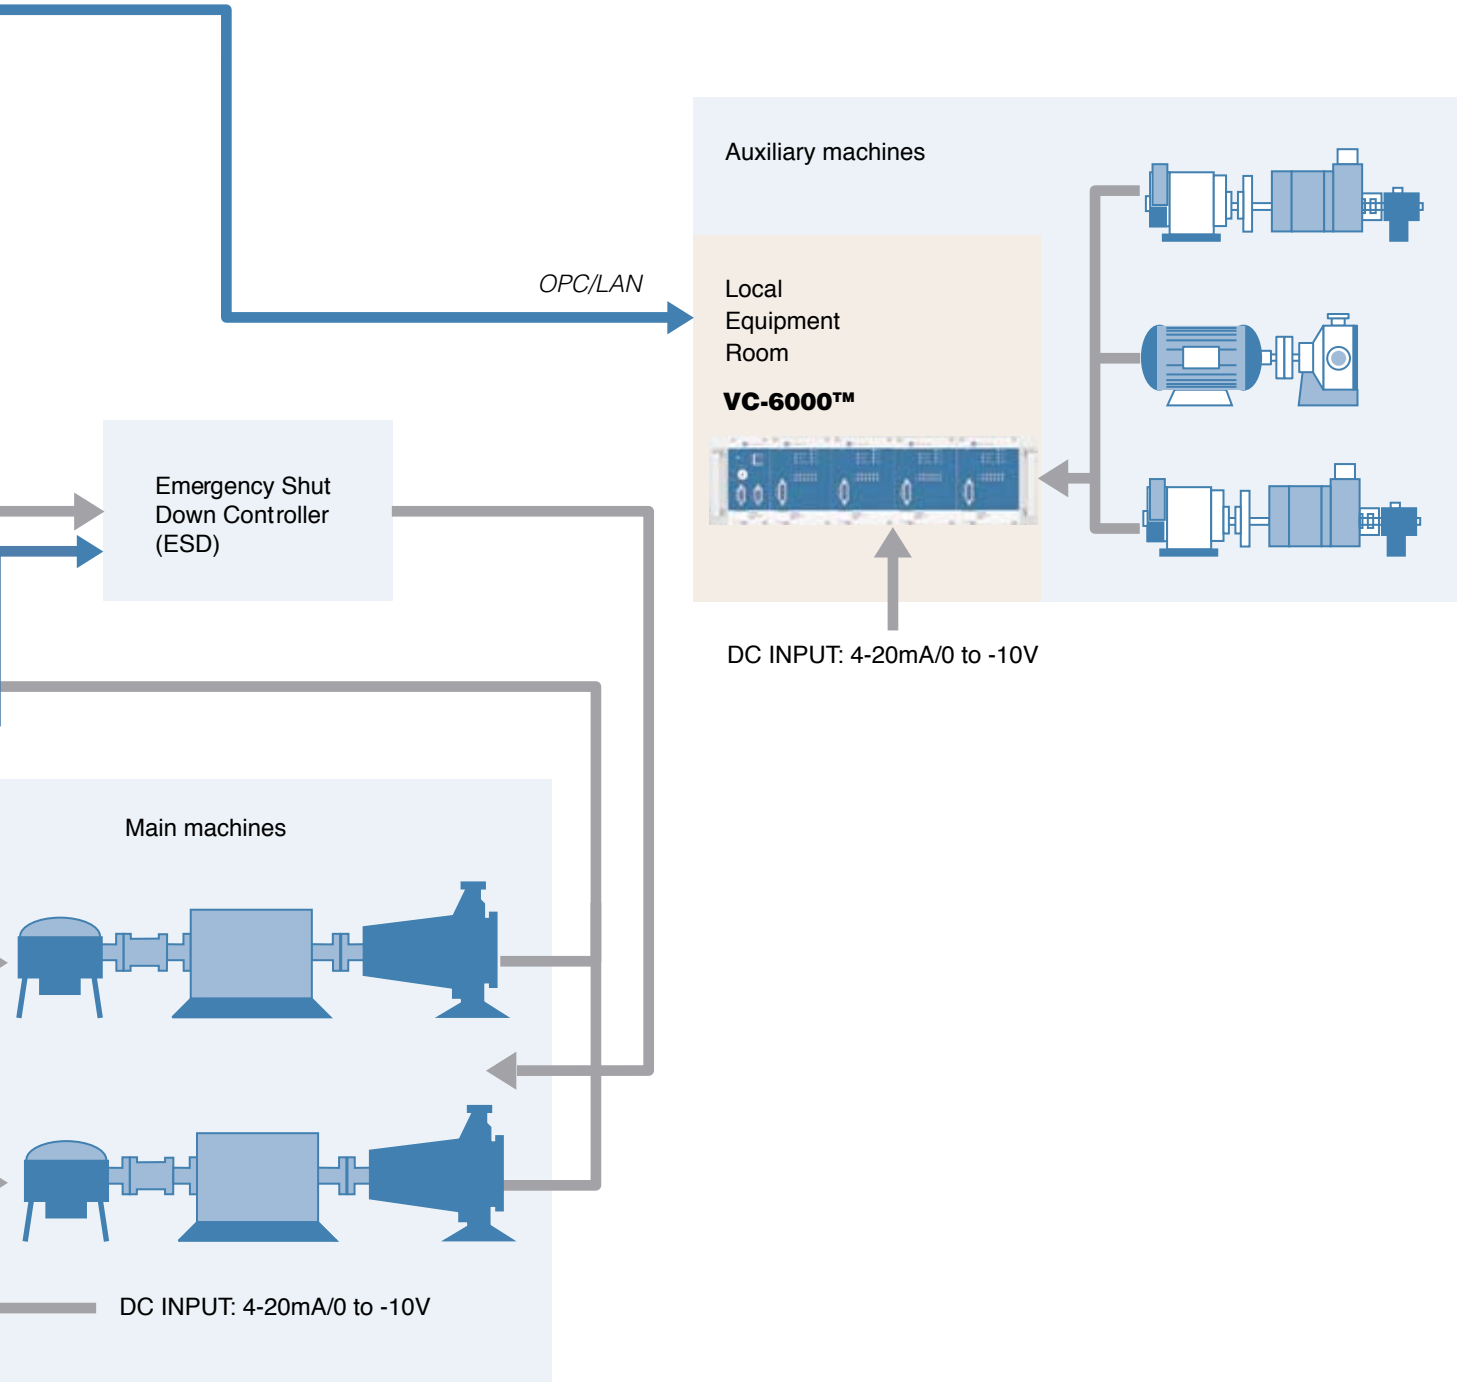 Auxiliary machines
OPC/LAN
Local
Equipment
Room
VC-6000™
Emergency Shut
Down Controller
(ESD)
DC INPUT: 4-20mA/0 to -10V
Main machines
DC INPUT: 4-20mA/0 to -10V